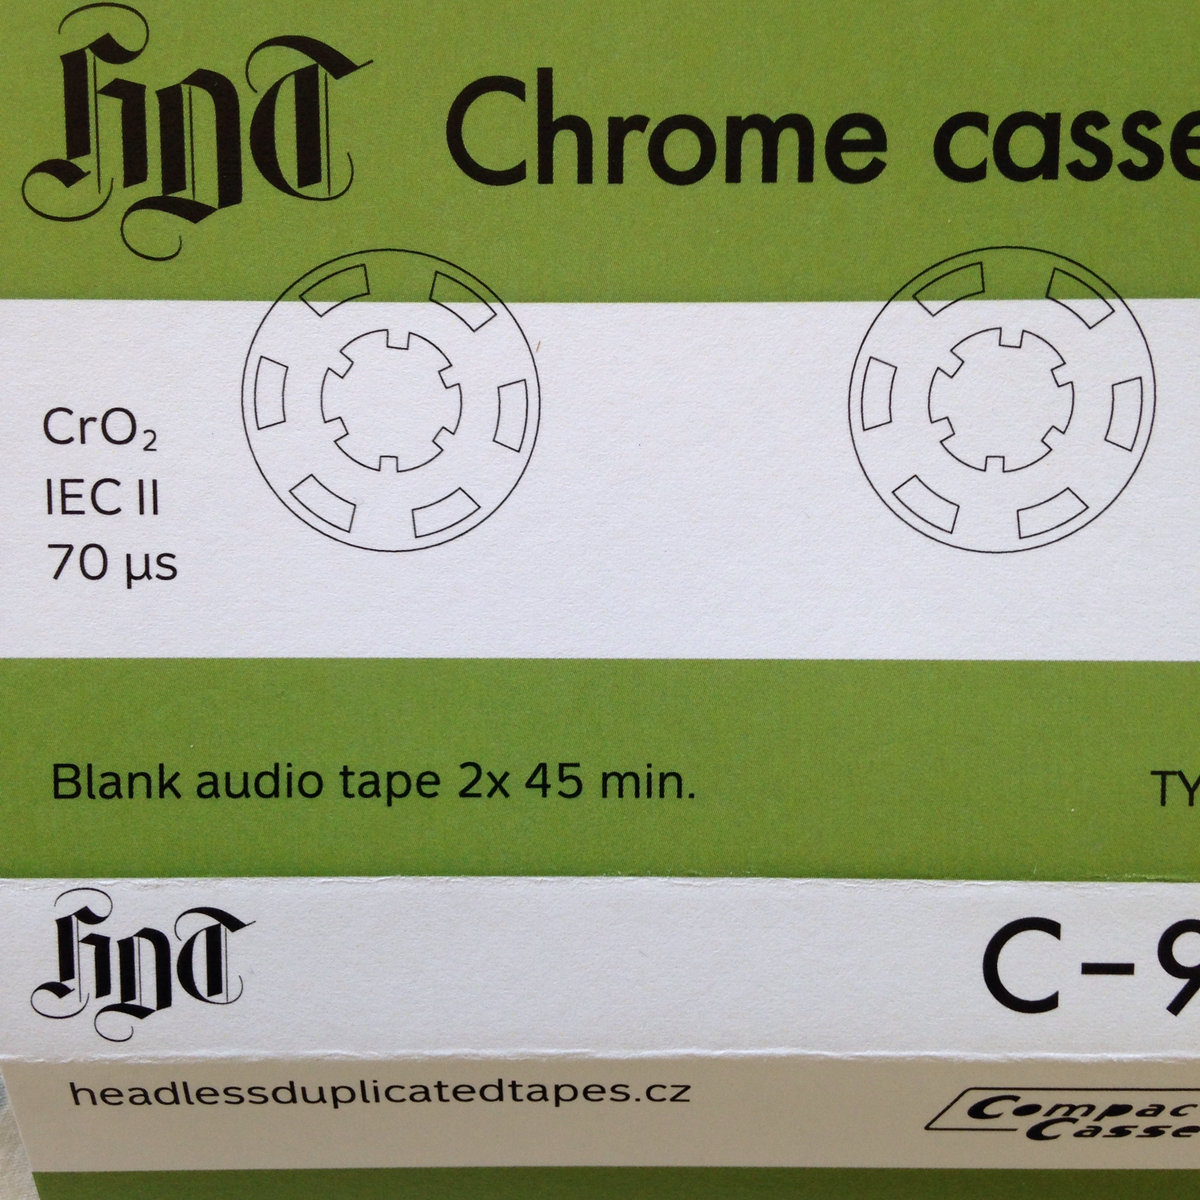 HDT Chrome casse
CrO₂
IEC II
70 µs
Blank audio tape 2x 45 min.
TY
HDT
C-9
headlessduplicatedtapes.cz
Compac
Casse